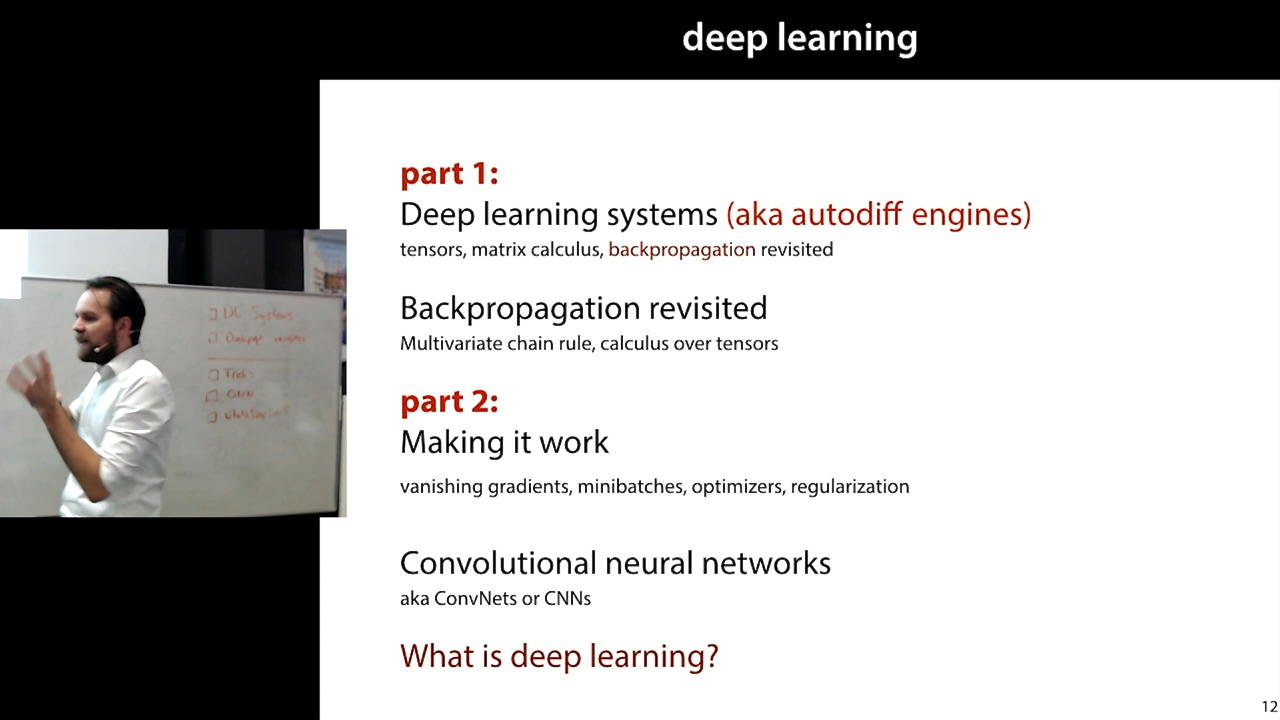 deep learning
part 1:
Deep learning systems (aka autodiff engines)
tensors, matrix calculus, backpropagation revisited
Backpropagation revisited
Multivariate chain rule, calculus over tensors
part 2:
Making it work
vanishing gradients, minibatches, optimizers, regularization
Convolutional neural networks
aka ConvNets or CNNs
What is deep learning?
12
DL Systems